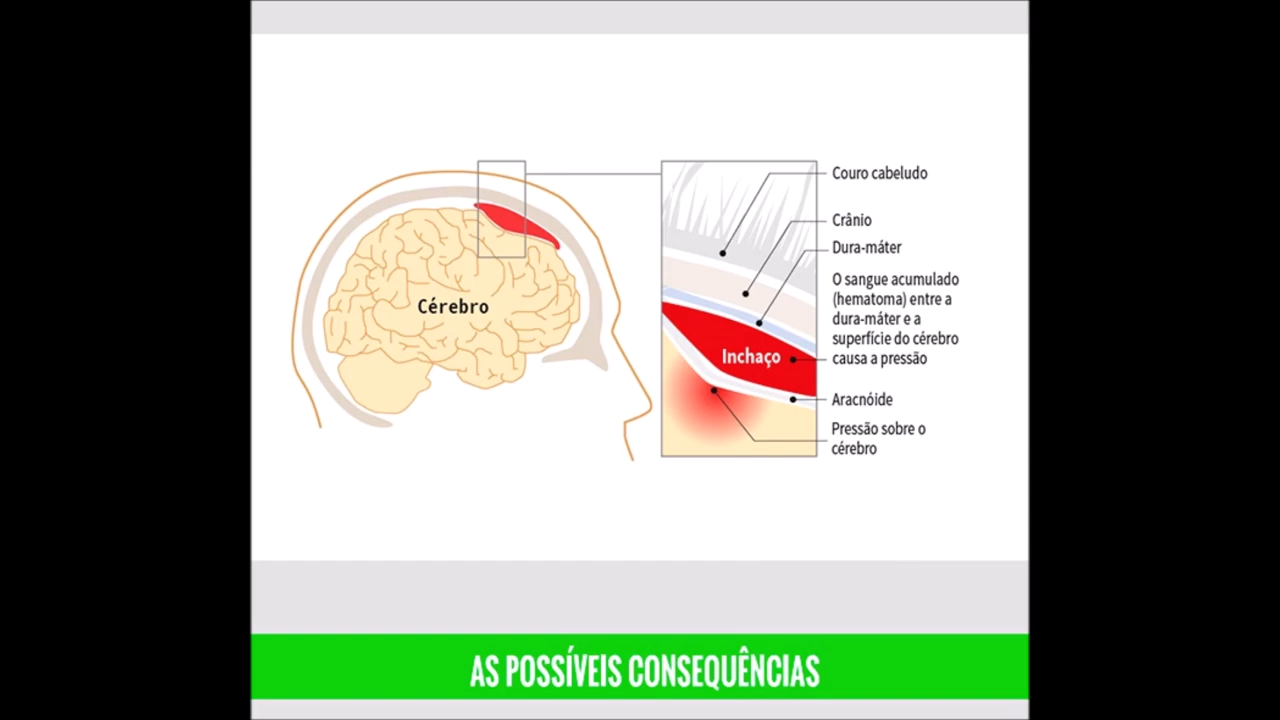 Couro cabeludo
Crânio
Dura-máter
O sangue acumulado
(hematoma) entre a
dura-máter e a
superfície do cérebro
causa a pressão
Cérebro
Inchaço
Aracnóide
Pressão sobre o
cérebro
AS POSSÍVEIS CONSEQUÊNCIAS